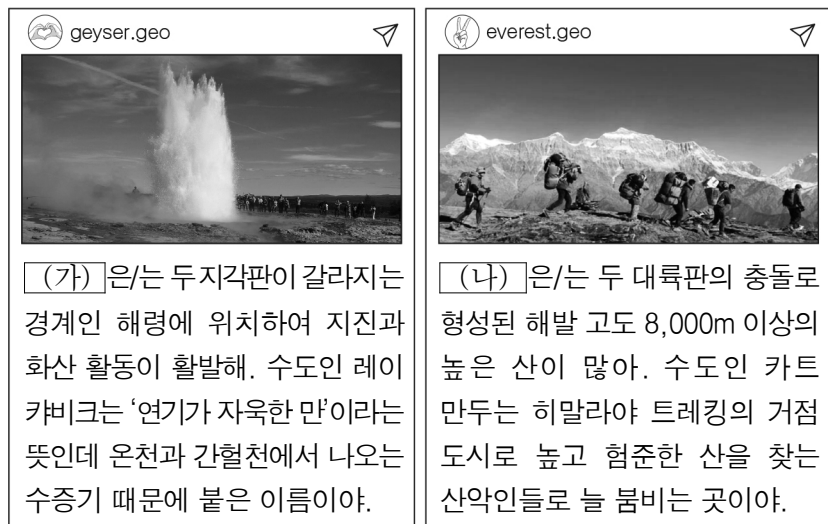 geyser.geo
(가) 은/는 두 지각판이 갈라지는
경계인 해령에 위치하여 지진과
화산 활동이 활발해. 수도인 레이
캬비크는 ‘연기가 자욱한 만’이라는
뜻인데 온천과 간헐천에서 나오는
수증기 때문에 붙은 이름이야.
everest.geo
(나) 은/는 두 대륙판의 충돌로
형성된 해발 고도 8,000m 이상의
높은 산이 많아. 수도인 카트
만두는 히말라야 트레킹의 거점
도시로 높고 험준한 산을 찾는
산악인들로 늘 붐비는 곳이야.